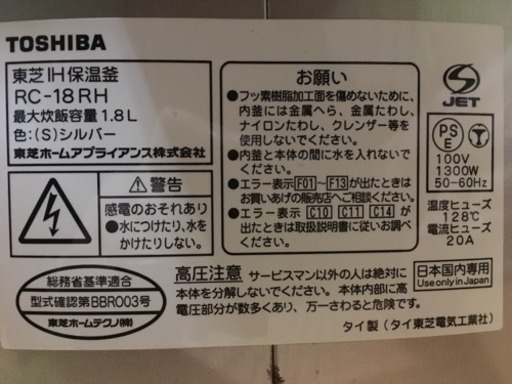 TOSHIBA
東芝IH保温釜
RC-18RH
最大炊飯容量1.8L
色:(S)シルバー
東芝ホームアプライアンス株式会社
警告
感電のおそれあり
●水につけたり、水を
かけたりしない。
総務省基準適合
型式確認第BBR003号
東芝ホームテクノ(株)
お願い
●フッ素樹脂加工面を傷めないために、
内釜には金属へら、金属たわし、
ナイロンたわし、クレンザー等を
使用しないでください。
●内釜と本体の間に水を入れないで
ください。
●エラー表示F01~F13が出たときは
お買いあげの販売店へご相談ください。
●エラー表示 C10 C11 C14 が
出たときは取扱説明書に従いお調べ
ください。
S
JET
PS
E
100V
1300W
50-60Hz
温度ヒューズ
128℃
電流ヒューズ
20A
高圧注意 サービスマン以外の人は絶対に
本体を分解しないでください。本体内部に高
電圧部分が数多くあり、万一さわると危険です。
日本国内専用
Use only in Japan
タイ製(タイ東芝電気工業社)